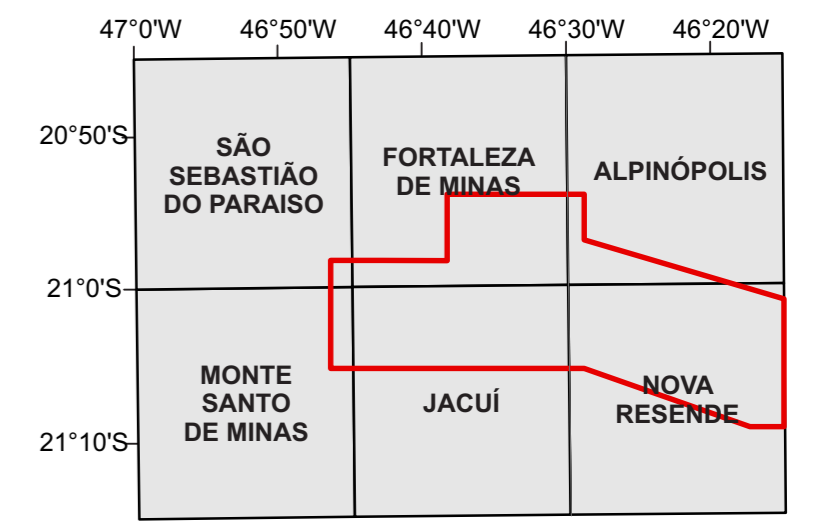 47°0'W 46°50'W 46°40'W 46°30'W 46°20'W
20°50'S
SÃO
SEBASTIÃO
DO PARAISO
FORTALEZA
DE MINAS
ALPINÓPOLIS
21°0'S
MONTE
SANTO
DE MINAS
JACUÍ
NOVA
RESENDE
21°10'S